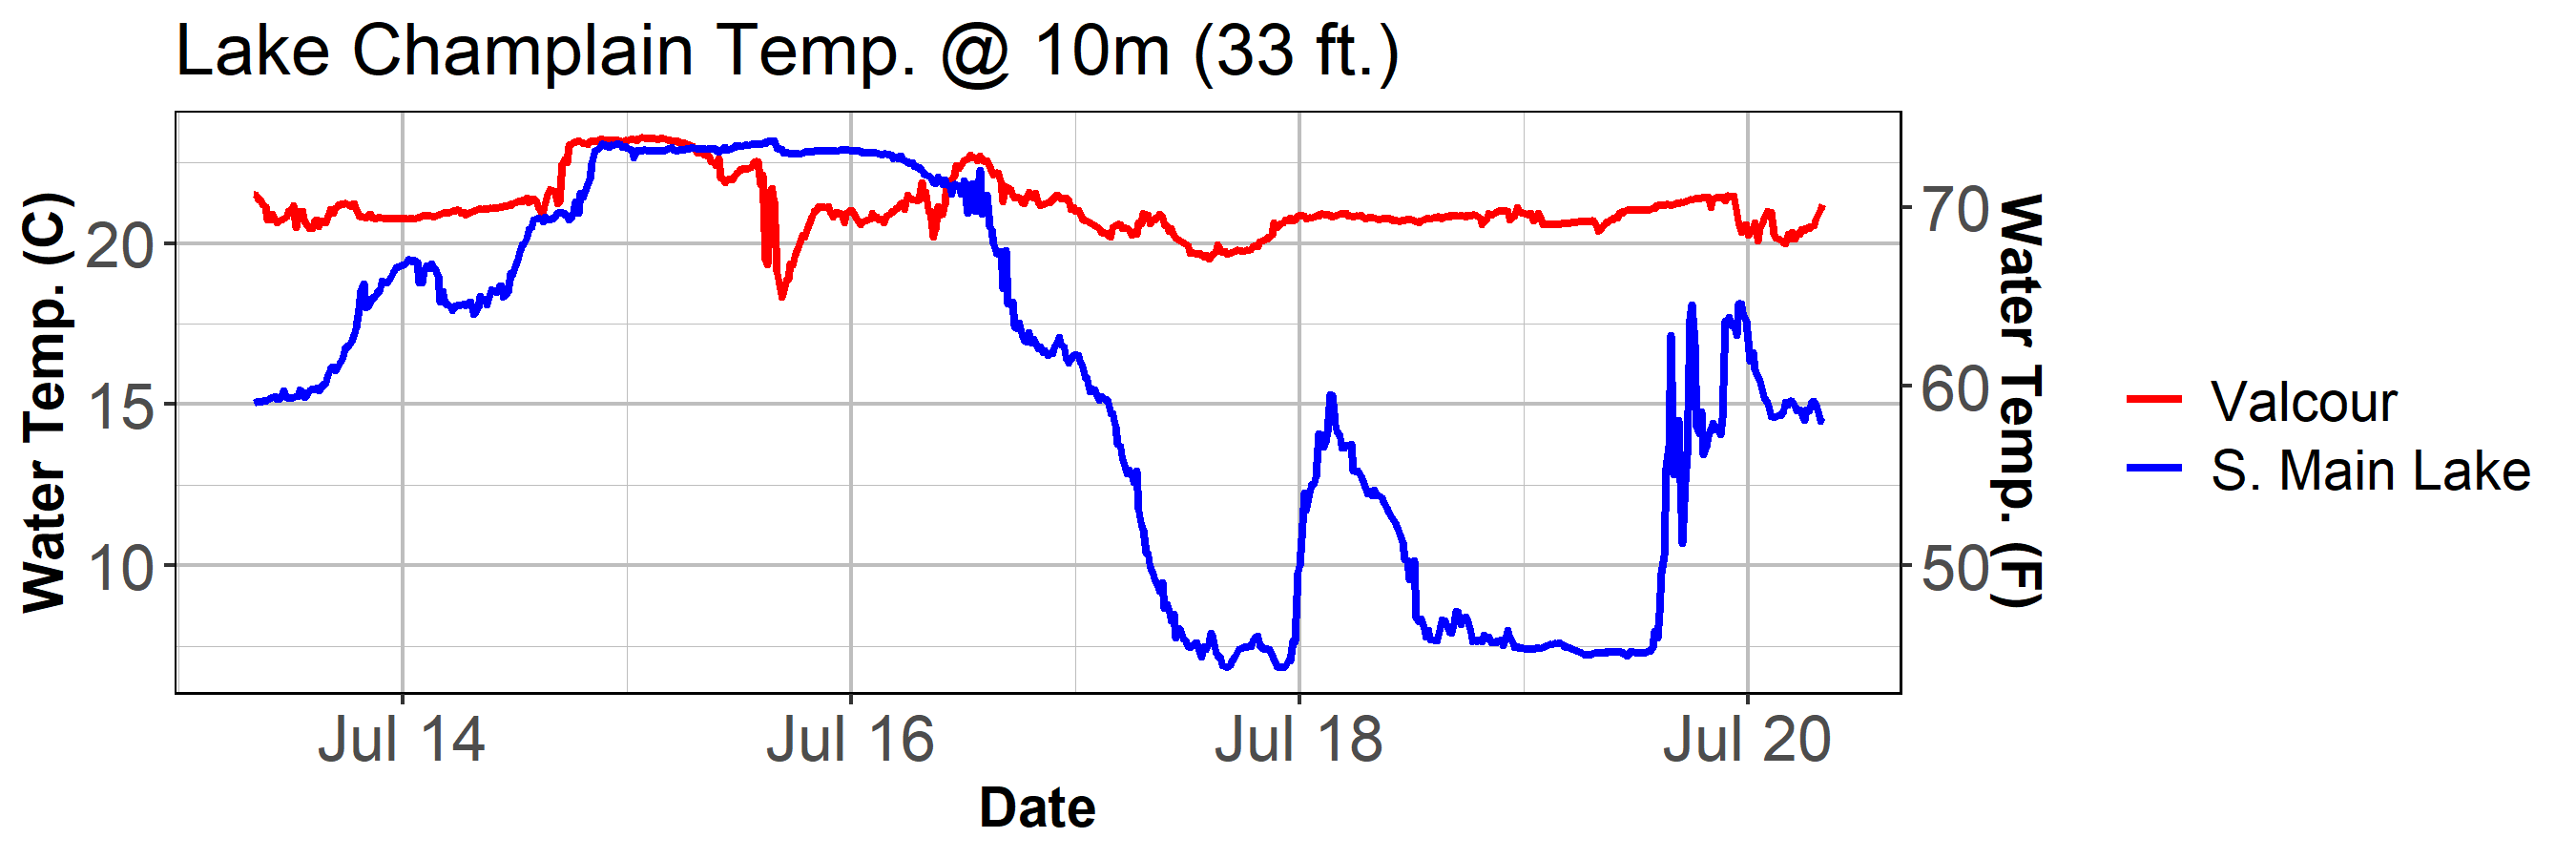 Lake Champlain Temp. @ 10m (33 ft.)
Water Temp. (C)
20
15
10
70
60
50
Water Temp. (F)
Jul 14
Jul 16
Jul 18
Jul 20
Date
Valcour
S. Main Lake